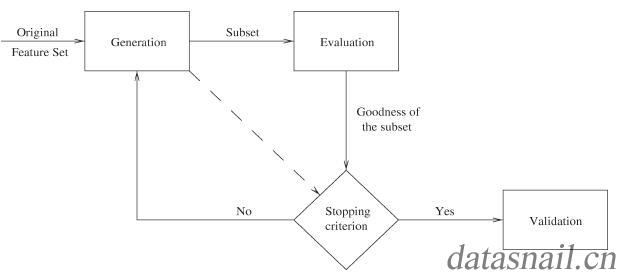 Original
Feature Set
Generation
Subset
Evaluation
Goodness of
the subset
No
Stopping
criterion
Yes
Validation
datasnail.cn